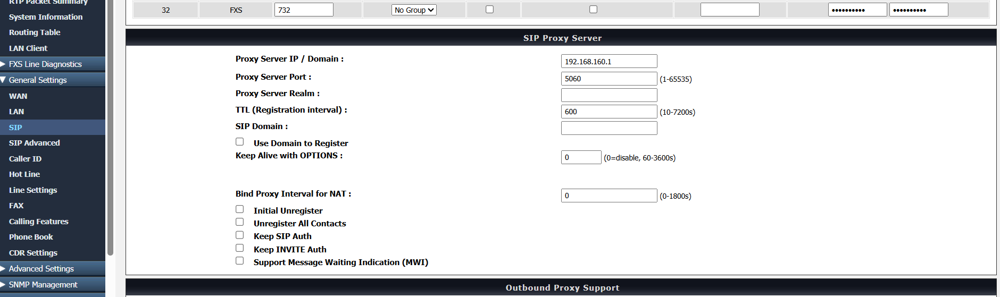 RTP Packet Summary
System Information
Routing Table
LAN Client
FXS Line Diagnostics
General Settings
WAN
LAN
SIP
SIP Advanced
Caller ID
Hot Line
Line Settings
FAX
Calling Features
Phone Book
CDR Settings
Advanced Settings
SNMP Management
32 FXS 732 No Group •••••••••• ••••••••••
SIP Proxy Server
Proxy Server IP / Domain : 192.168.160.1
Proxy Server Port : 5060 (1-65535)
Proxy Server Realm :
TTL (Registration interval) : 600 (10-7200s)
SIP Domain :
Use Domain to Register
Keep Alive with OPTIONS : 0 (0=disable, 60-3600s)
Bind Proxy Interval for NAT : 0 (0-1800s)
Initial Unregister
Unregister All Contacts
Keep SIP Auth
Keep INVITE Auth
Support Message Waiting Indication (MWI)
Outbound Proxy Support